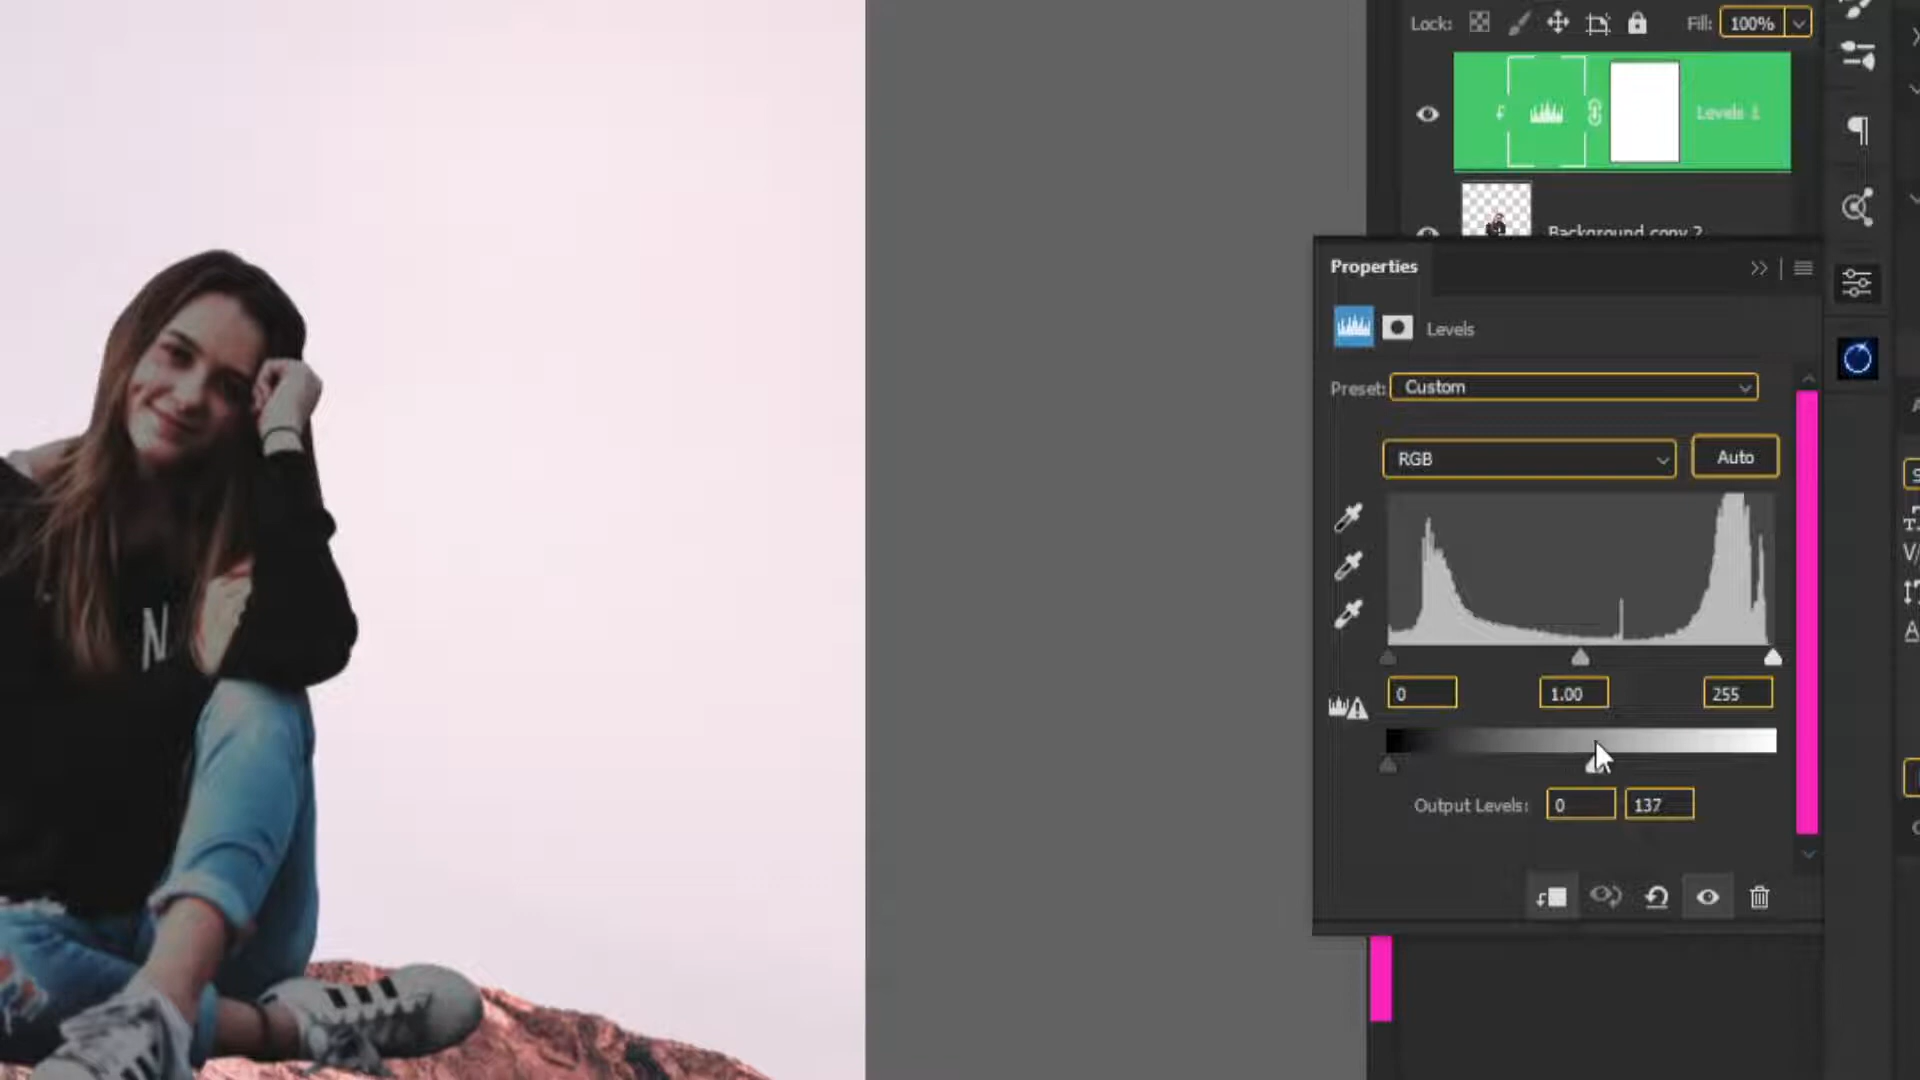 Lock:
Fill: 100%
Levels 1
Background copy 2
Properties
Levels
Preset: Custom
RGB
Auto
0
1.00
255
Output Levels: 0 137
N